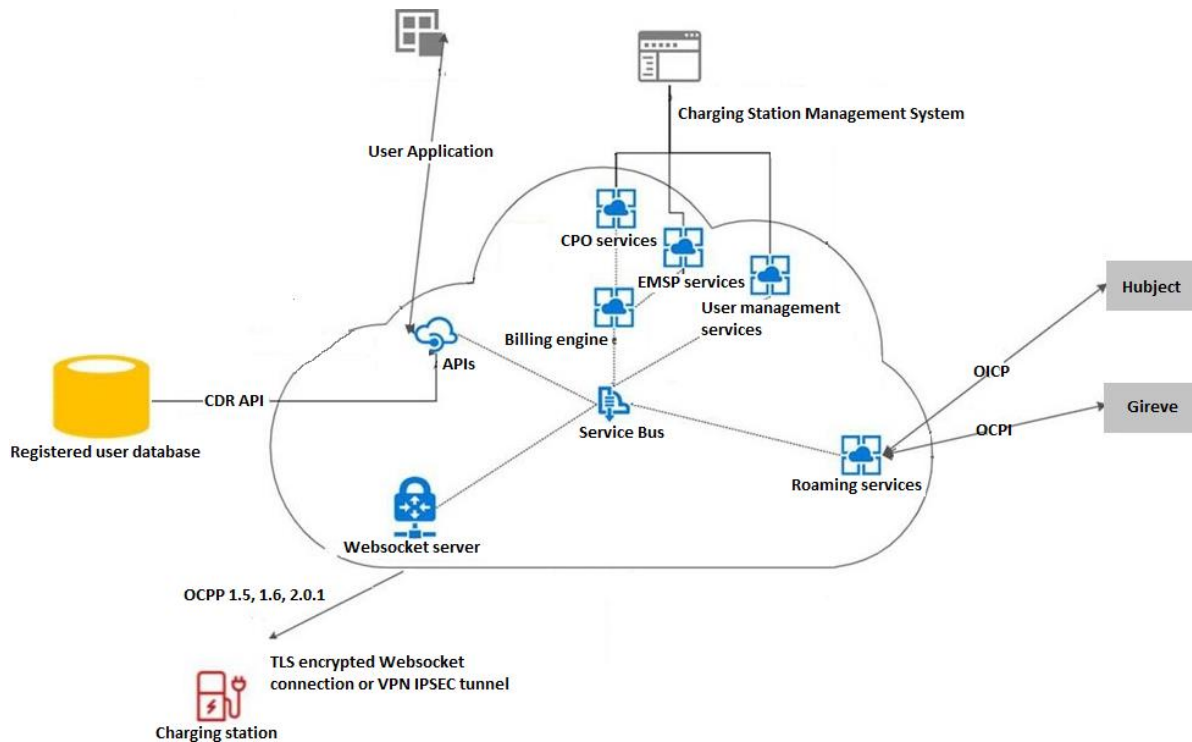 Charging Station Management System
User Application
CPO services
EMSP services
User management
services
Billing engine
APIs
Hubject
OICP
CDR API
Registered user database
Service Bus
Gireve
OCPI
Roaming services
Websocket server
OCPP 1.5, 1.6, 2.0.1
TLS encrypted Websocket
connection or VPN IPSEC tunnel
Charging station